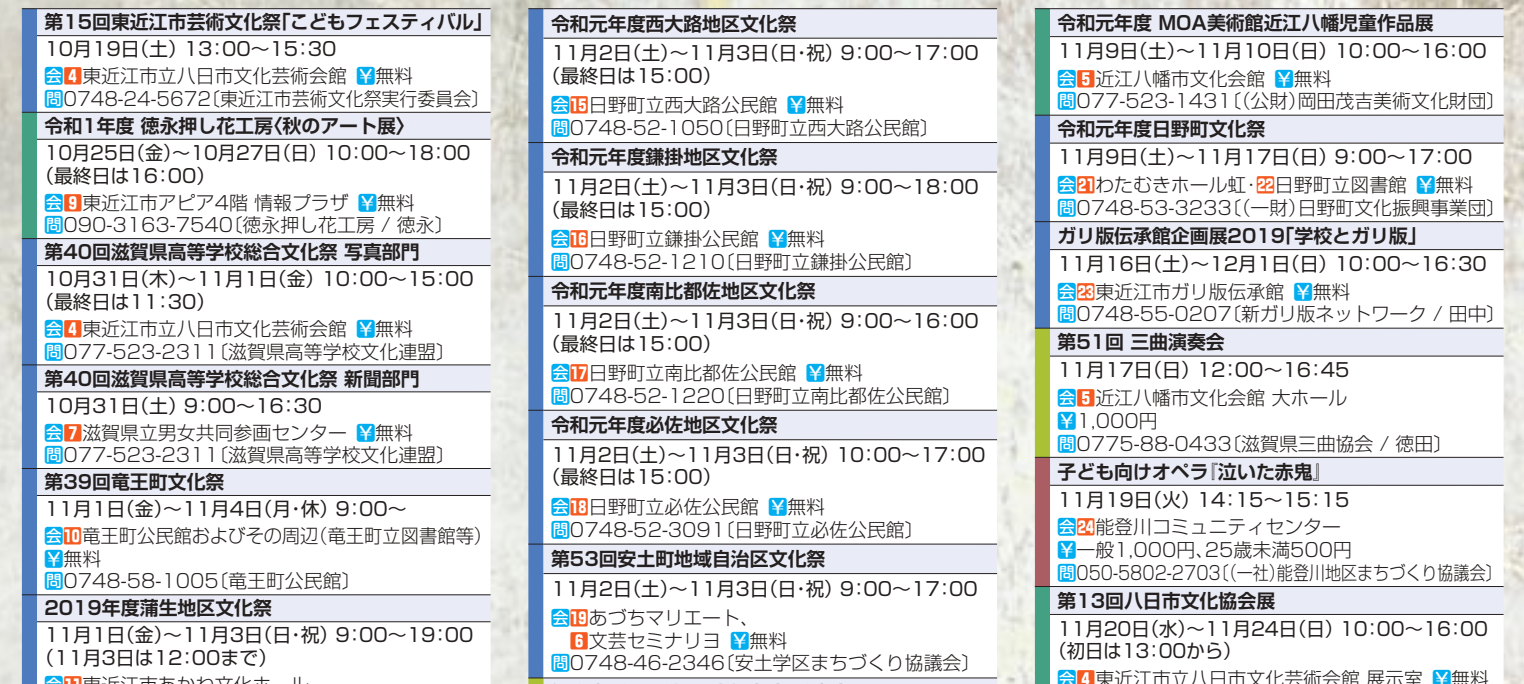 第15回東近江市芸術文化祭「こどもフェスティバル」
10月19日(土) 13:00〜15:30
会4東近江市立八日市文化芸術会館 ¥無料
問0748-24-5672〔東近江市芸術文化祭実行委員会〕
令和1年度 徳永押し花工房〈秋のアート展〉
10月25日(金)〜10月27日(日) 10:00〜18:00
(最終日は16:00)
会9東近江市アピア4階 情報プラザ ¥無料
問090-3163-7540〔徳永押し花工房 / 徳永〕
第40回滋賀県高等学校総合文化祭 写真部門
10月31日(木)〜11月1日(金) 10:00〜15:00
(最終日は11:30)
会4東近江市立八日市文化芸術会館 ¥無料
問077-523-2311〔滋賀県高等学校文化連盟〕
第40回滋賀県高等学校総合文化祭 新聞部門
10月31日(土) 9:00〜16:30
会7滋賀県立男女共同参画センター ¥無料
問077-523-2311〔滋賀県高等学校文化連盟〕
第39回竜王町文化祭
11月1日(金)〜11月4日(月・休) 9:00〜
会10竜王町公民館およびその周辺(竜王町立図書館等)
¥無料
問0748-58-1005〔竜王町公民館〕
2019年度蒲生地区文化祭
11月1日(金)〜11月3日(日・祝) 9:00〜19:00
(11月3日は12:00まで)
会11東近江市あかね文化ホール
令和元年度西大路地区文化祭
11月2日(土)〜11月3日(日・祝) 9:00〜17:00
(最終日は15:00)
会15日野町立西大路公民館 ¥無料
問0748-52-1050〔日野町立西大路公民館〕
令和元年度鎌掛地区文化祭
11月2日(土)〜11月3日(日・祝) 9:00〜18:00
(最終日は15:00)
会16日野町立鎌掛公民館 ¥無料
問0748-52-1210〔日野町立鎌掛公民館〕
令和元年度南比都佐地区文化祭
11月2日(土)〜11月3日(日・祝) 9:00〜16:00
(最終日は15:00)
会17日野町立南比都佐公民館 ¥無料
問0748-52-1220〔日野町立南比都佐公民館〕
令和元年度必佐地区文化祭
11月2日(土)〜11月3日(日・祝) 10:00〜17:00
(最終日は15:00)
会18日野町立必佐公民館 ¥無料
問0748-52-3091〔日野町立必佐公民館〕
第53回安土町地域自治区文化祭
11月2日(土)〜11月3日(日・祝) 9:00〜17:00
会19あづちマリエート、
6文芸セミナリヨ ¥無料
問0748-46-2346〔安土学区まちづくり協議会〕
令和元年度 MOA美術館近江八幡児童作品展
11月9日(土)〜11月10日(日) 10:00〜16:00
会5近江八幡市文化会館 ¥無料
問077-523-1431〔(公財)岡田茂吉美術文化財団〕
令和元年度日野町文化祭
11月9日(土)〜11月17日(日) 9:00〜17:00
会21わたむきホール虹・22日野町立図書館 ¥無料
問0748-53-3233〔(一財)日野町文化振興事業団〕
ガリ版伝承館企画展2019「学校とガリ版」
11月16日(土)〜12月1日(日) 10:00〜16:30
会23東近江市ガリ版伝承館 ¥無料
問0748-55-0207〔新ガリ版ネットワーク / 田中〕
第51回 三曲演奏会
11月17日(日) 12:00〜16:45
会5近江八幡市文化会館 大ホール
¥1,000円
問0775-88-0433〔滋賀県三曲協会 / 徳田〕
子ども向けオペラ『泣いた赤鬼』
11月19日(火) 14:15〜15:15
会24能登川コミュニティセンター
¥一般1,000円、25歳未満500円
問050-5802-2703〔(一社)能登川地区まちづくり協議会〕
第13回八日市文化協会展
11月20日(水)〜11月24日(日) 10:00〜16:00
(初日は13:00から)
会4東近江市立八日市文化芸術会館 展示室 ¥無料